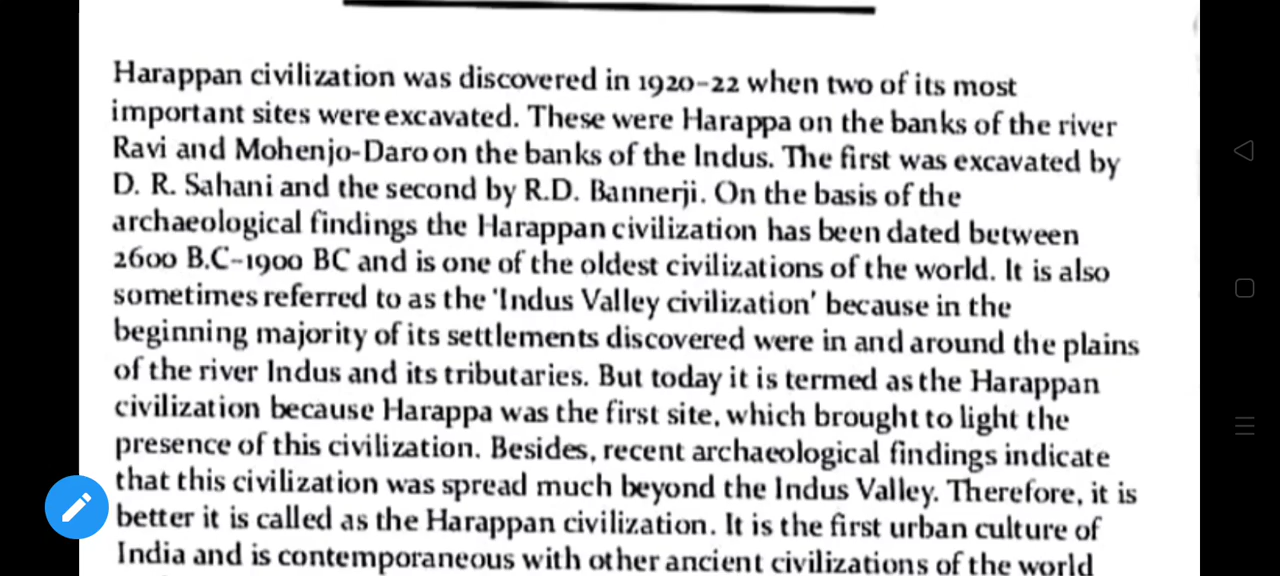 Harappan civilization was discovered in 1920-22 when two of its most
important sites were excavated. These were Harappa on the banks of the river
Ravi and Mohenjo-Daro on the banks of the Indus. The first was excavated by
D. R. Sahani and the second by R.D. Bannerji. On the basis of the
archaeological findings the Harappan civilization has been dated between
2600 B.C-1900 BC and is one of the oldest civilizations of the world. It is also
sometimes referred to as the 'Indus Valley civilization' because in the
beginning majority of its settlements discovered were in and around the plains
of the river Indus and its tributaries. But today it is termed as the Harappan
civilization because Harappa was the first site, which brought to light the
presence of this civilization. Besides, recent archaeological findings indicate
that this civilization was spread much beyond the Indus Valley. Therefore, it is
better it is called as the Harappan civilization. It is the first urban culture of
India and is contemporaneous with other ancient civilizations of the world